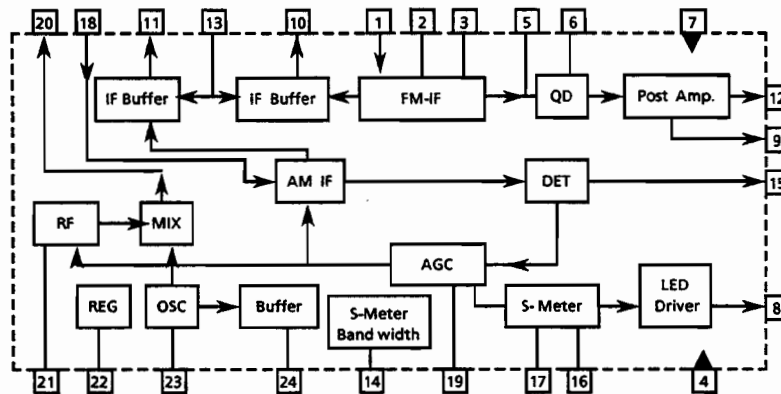 20 18 11 13 10 1 2 3 5 6 7
IF Buffer IF Buffer FM-IF QD Post Amp. 12
9
AM IF DET 15
RF MIX
AGC
REG OSC Buffer S-Meter Band width S-Meter LED Driver 8
21 22 23 24 14 19 17 16 4